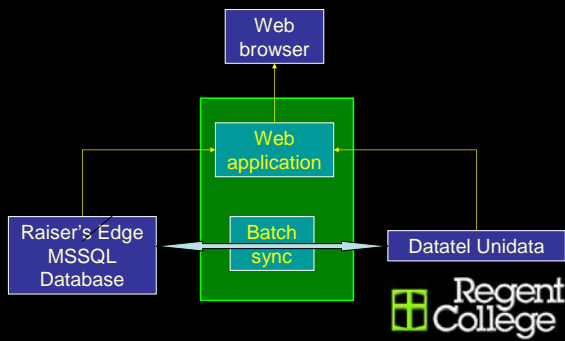 Web
browser
Web
application
Raiser's Edge
MSSQL
Database
Batch
sync
Datatel Unidata
Regent
College